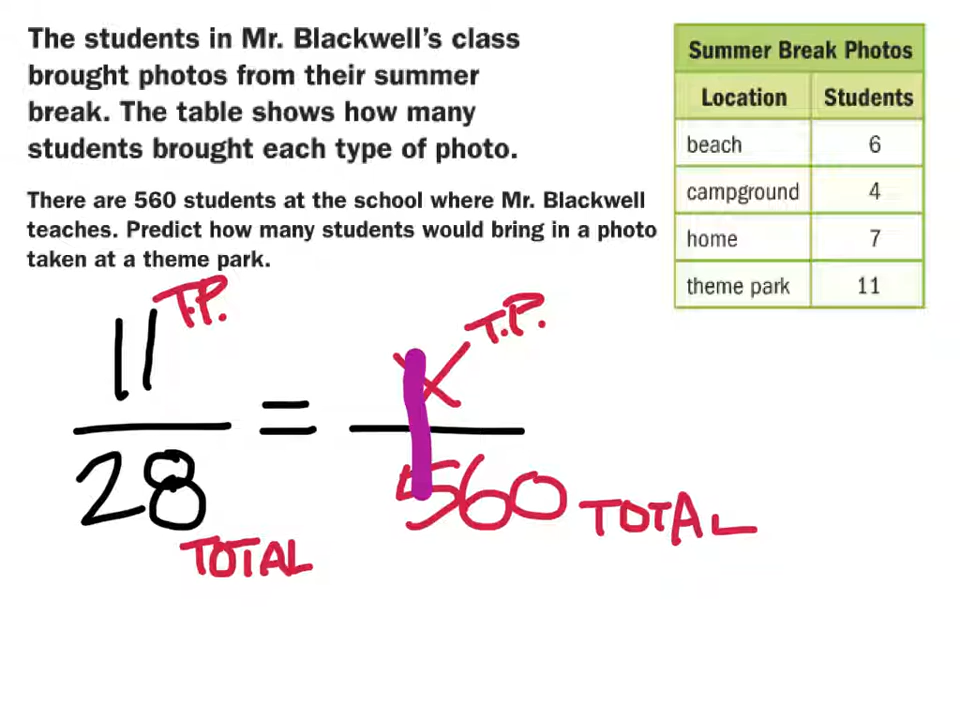 The students in Mr. Blackwell's class
brought photos from their summer
break. The table shows how many
students brought each type of photo.
There are 560 students at the school where Mr. Blackwell
teaches. Predict how many students would bring in a photo
taken at a theme park.
Summer Break Photos
Location Students
beach 6
campground 4
home 7
theme park 11
11 T.P.
28 TOTAL
=
x T.P.
560 TOTAL